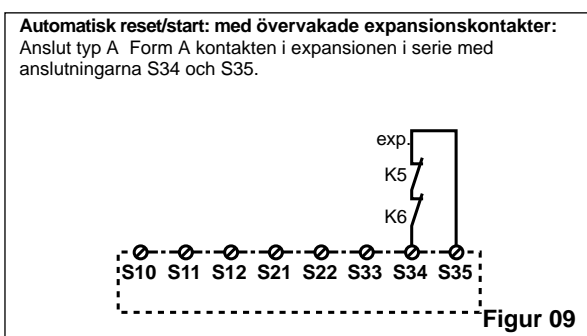 Automatisk reset/start: med övervakade expansionskontakter:
Anslut typ A Form A kontakten i expansionen i serie med
anslutningarna S34 och S35.
exp.
K5
K6
S10 S11 S12 S21 S22 S33 S34 S35
Figur 09